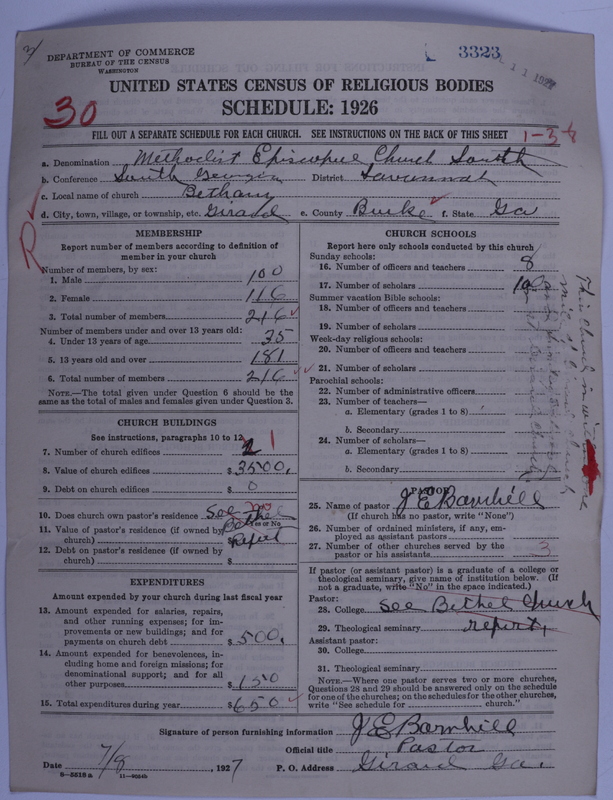 DEPARTMENT OF COMMERCE
BUREAU OF THE CENSUS
WASHINGTON
3323
UNITED STATES CENSUS OF RELIGIOUS BODIES
SCHEDULE: 1926
30
FILL OUT A SEPARATE SCHEDULE FOR EACH CHURCH. SEE INSTRUCTIONS ON THE BACK OF THIS SHEET
1-38
a. Denomination Methodist Episcopal Church South
b. Conference South Georgia District Savannah
c. Local name of church Bethany
d. City, town, village, or township, etc. Girard e. County Burke f. State Ga
R
MEMBERSHIP
Report number of members according to definition of
member in your church
Number of members, by sex:
1. Male 100
2. Female 116
3. Total number of members 216
Number of members under and over 13 years old:
4. Under 13 years of age 35
5. 13 years old and over 181
6. Total number of members 216
NOTE.—The total given under Question 6 should be
the same as the total of males and females given under Question 3.
CHURCH BUILDINGS
See instructions, paragraphs 10 to 12
7. Number of church edifices 1
8. Value of church edifices $3500.
9. Debt on church edifices $ 0
10. Does church own pastor's residence See no
Bethel
Yes or No
11. Value of pastor's residence (if owned by
church) $ Report
12. Debt on pastor's residence (if owned by
church) $
EXPENDITURES
Amount expended by your church during last fiscal year
13. Amount expended for salaries, repairs,
and other running expenses; for im-
provements or new buildings; and for
payments on church debt $500.
14. Amount expended for benevolences, in-
cluding home and foreign missions; for
denominational support; and for all
other purposes $150
15. Total expenditures during year $650
CHURCH SCHOOLS
Report here only schools conducted by this church
Sunday schools:
16. Number of officers and teachers 8
17. Number of scholars
Summer vacation Bible schools:
18. Number of officers and teachers
19. Number of scholars
Week-day religious schools:
20. Number of officers and teachers
21. Number of scholars
Parochial schools:
22. Number of administrative officers
23. Number of teachers—
a. Elementary (grades 1 to 8)
b. Secondary
24. Number of scholars—
a. Elementary (grades 1 to 8)
b. Secondary
This church is
PASTOR
25. Name of pastor J E Barnhill
(If church has no pastor, write "None")
26. Number of ordained ministers, if any, em-
ployed as assistant pastors
27. Number of other churches served by the
pastor or his assistants 3
If pastor (or assistant pastor) is a graduate of a college or
theological seminary, give name of institution below. (If
not a graduate, write "No" in the space indicated.)
Pastor:
28. College See Bethel Church
29. Theological seminary report,
Assistant pastor:
30. College
31. Theological seminary
NOTE.—Where one pastor serves two or more churches,
Questions 28 and 29 should be answered only on the schedule
for one of the churches; on the schedules for the other churches,
write "See schedule for church."
Signature of person furnishing information J E Barnhill
Official title Pastor
Date 7/8, 1927 P. O. Address Girard Ga.